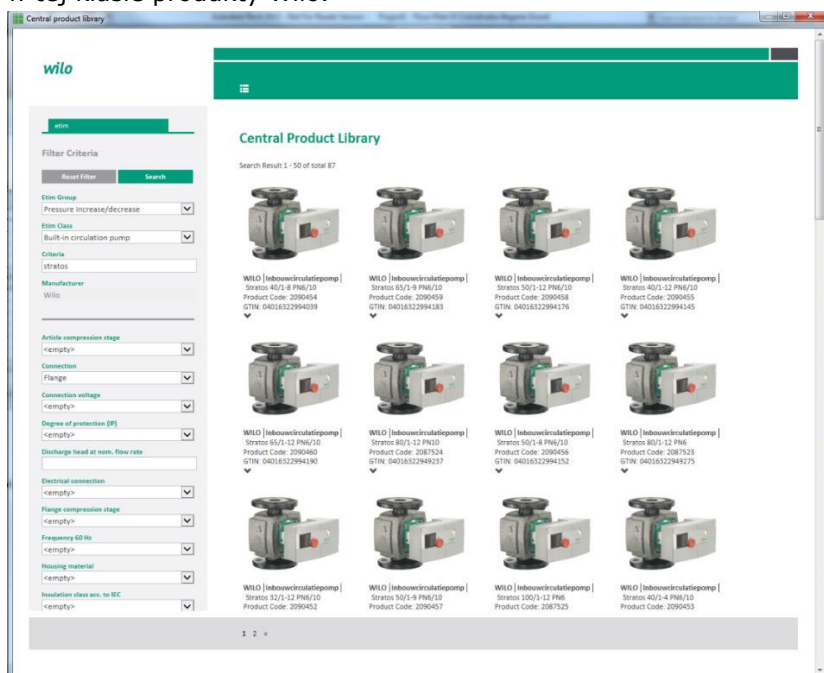 Central product library
wilo
etim
Filter Criteria
Reset Filter Search
Etim Group
Pressure increase/decrease
Etim Class
Built-in circulation pump
Criteria
stratos
Manufacturer
Wilo
Article compression stage
<empty>
Connection
Flange
Connection voltage
<empty>
Degree of protection (IP)
<empty>
Discharge head at nom. flow rate
Electrical connection
<empty>
Flange compression stage
<empty>
Frequency 60 Hz
<empty>
Housing material
<empty>
Insulation class acc. to IEC
<empty>
Central Product Library
Search Result 1 - 50 of total 87
WILO |Inbouwcirculatiepomp|
Stratos 40/1-8 PN6/10
Product Code: 2090454
GTIN: 04016322994039
WILO |Inbouwcirculatiepomp|
Stratos 65/1-9 PN6/10
Product Code: 2090459
GTIN: 04016322994183
WILO |Inbouwcirculatiepomp|
Stratos 50/1-12 PN6/10
Product Code: 2090458
GTIN: 04016322994176
WILO |Inbouwcirculatiepomp|
Stratos 40/1-12 PN6/10
Product Code: 2090455
GTIN: 04016322994145
WILO |Inbouwcirculatiepomp|
Stratos 65/1-12 PN6/10
Product Code: 2090460
GTIN: 04016322994190
WILO |Inbouwcirculatiepomp|
Stratos 80/1-12 PN10
Product Code: 2087524
GTIN: 04016322949237
WILO |Inbouwcirculatiepomp|
Stratos 50/1-8 PN6/10
Product Code: 2090456
GTIN: 04016322994152
WILO |Inbouwcirculatiepomp|
Stratos 80/1-12 PN6
Product Code: 2087523
GTIN: 04016322949275
WILO |Inbouwcirculatiepomp|
Stratos 32/1-12 PN6/10
Product Code: 2090452
WILO |Inbouwcirculatiepomp|
Stratos 50/1-9 PN6/10
Product Code: 2090457
WILO |Inbouwcirculatiepomp|
Stratos 100/1-12 PN6
Product Code: 2087525
WILO |Inbouwcirculatiepomp|
Stratos 40/1-4 PN6/10
Product Code: 2090453
1 2 »